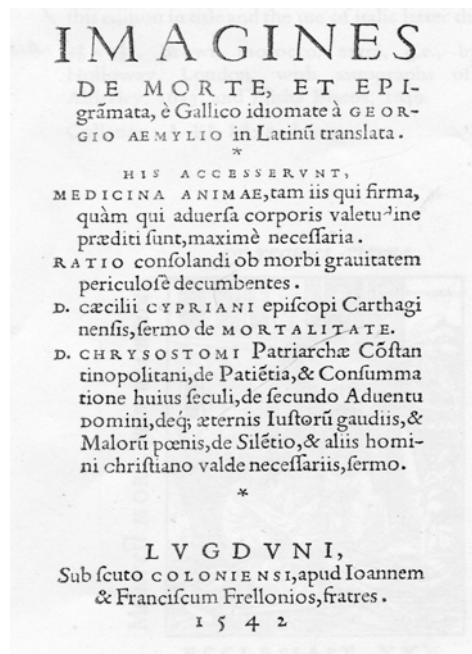 IMAGINES
DE MORTE, ET EPI-
grãmata, è Gallico idiomate à GEOR-
GIO AEMYLIO in Latinũ translata.
*
HIS ACCESSERVNT,
MEDICINA ANIMAE, tam iis qui firma,
quàm qui aduersa corporis valetudine
præditi sunt, maximè necessaria.
RATIO consolandi ob morbi grauitatem
periculosè decumbentes.
D. cæcilii CYPRIANI episcopi Carthagi
nensis, sermo de MORTALITATE.
D. CHRYSOSTOMI Patriarchæ Cõstan
tinopolitani, de Patiẽtia, & Consumma
tione huius seculi, de secundo Aduentu
Domini, deq́; æternis Iustorũ gaudiis, &
Malorũ pœnis, de Silẽtio, & aliis homi-
ni christiano valde necessariis, sermo.
*
LVGDVNI,
Sub scuto COLONIENSI, apud Ioannem
& Franciscum Frellonios, fratres.
1542